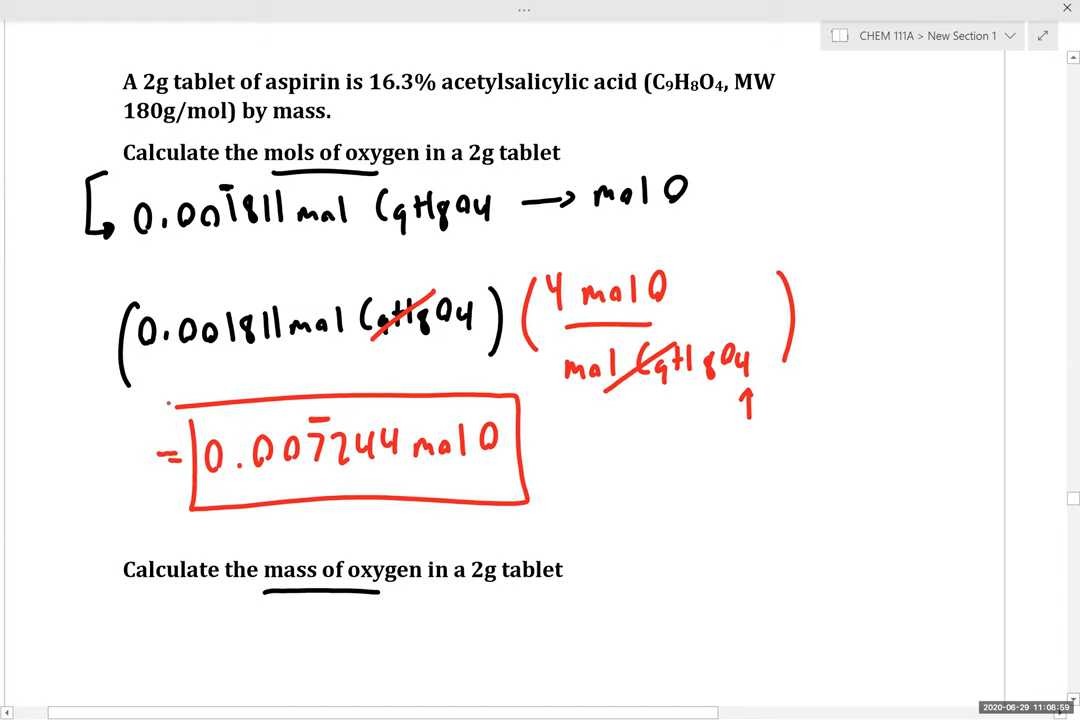 CHEM 111A > New Section 1
A 2g tablet of aspirin is 16.3% acetylsalicylic acid (C₉H₈O₄, MW
180g/mol) by mass.
Calculate the mols of oxygen in a 2g tablet
0.001811 mol C9H8O4 → mol O
(0.001811 mol C9H8O4) (4 mol O
mol C9H8O4)
= 0.007244 mol O
Calculate the mass of oxygen in a 2g tablet
2020-06-29 11:08:59